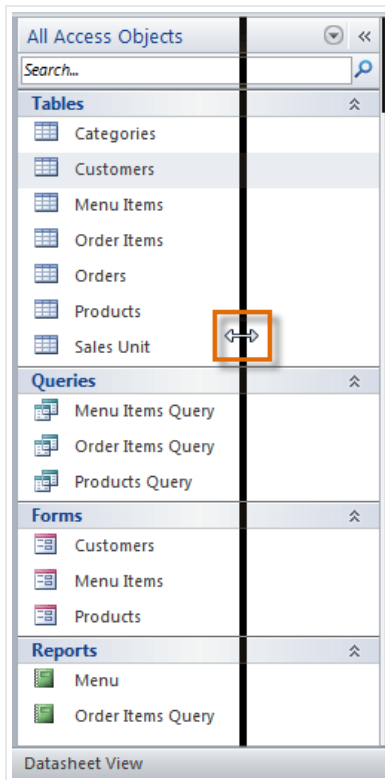 All Access Objects
Search...
Tables
Categories
Customers
Menu Items
Order Items
Orders
Products
Sales Unit
Queries
Menu Items Query
Order Items Query
Products Query
Forms
Customers
Menu Items
Products
Reports
Menu
Order Items Query
Datasheet View